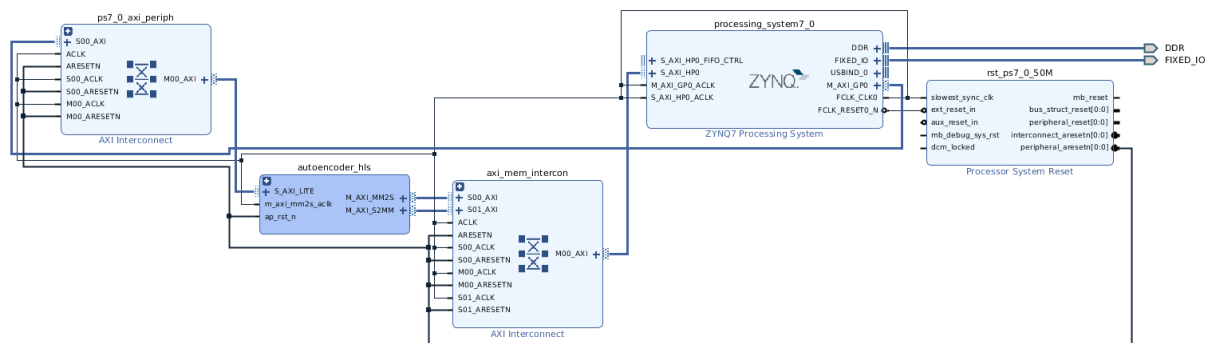 ps7_0_axi_periph
S00_AXI
ACLK
ARESETN
S00_ACLK
S00_ARESETN
M00_ACLK
M00_ARESETN
M00_AXI
AXI Interconnect
autoencoder_hls
S_AXI_LITE
m_axi_mm2s_aclk
ap_rst_n
M_AXI_MM2S
M_AXI_S2MM
axi_mem_intercon
S00_AXI
S01_AXI
ACLK
ARESETN
S00_ACLK
S00_ARESETN
M00_ACLK
M00_ARESETN
S01_ACLK
S01_ARESETN
M00_AXI
AXI Interconnect
processing_system7_0
S_AXI_HP0_FIFO_CTRL
S_AXI_HP0
M_AXI_GP0_ACLK
S_AXI_HP0_ACLK
ZYNQ
DDR
FIXED_IO
USBIND_0
M_AXI_GP0
FCLK_CLK0
FCLK_RESET0_N
ZYNQ7 Processing System
DDR
FIXED_IO
rst_ps7_0_50M
slowest_sync_clk
ext_reset_in
aux_reset_in
mb_debug_sys_rst
dcm_locked
mb_reset
bus_struct_reset[0:0]
peripheral_reset[0:0]
interconnect_aresetn[0:0]
peripheral_aresetn[0:0]
Processor System Reset